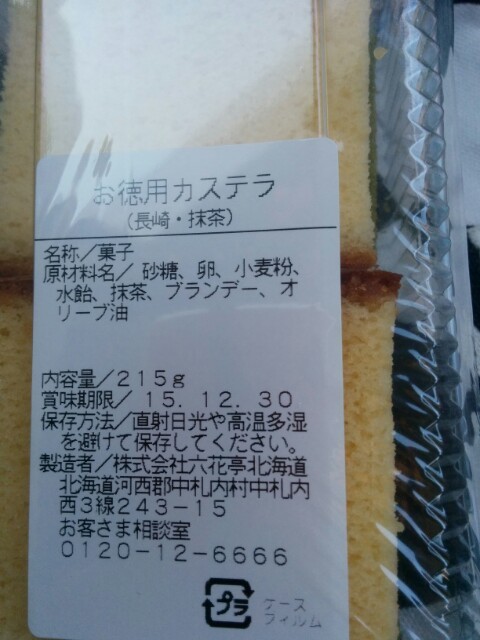 お徳用カステラ
(長崎・抹茶)
名称/菓子
原材料名/ 砂糖、卵、小麦粉、
水飴、抹茶、ブランデー、オ
リーブ油
内容量/215g
賞味期限/ 15. 12. 30
保存方法/直射日光や高温多湿
を避けて保存してください。
製造者/株式会社六花亭北海道
北海道河西郡中札内村中札内
西3線243-15
お客さま相談室
0120-12-6666
プラ
ケース
フィルム